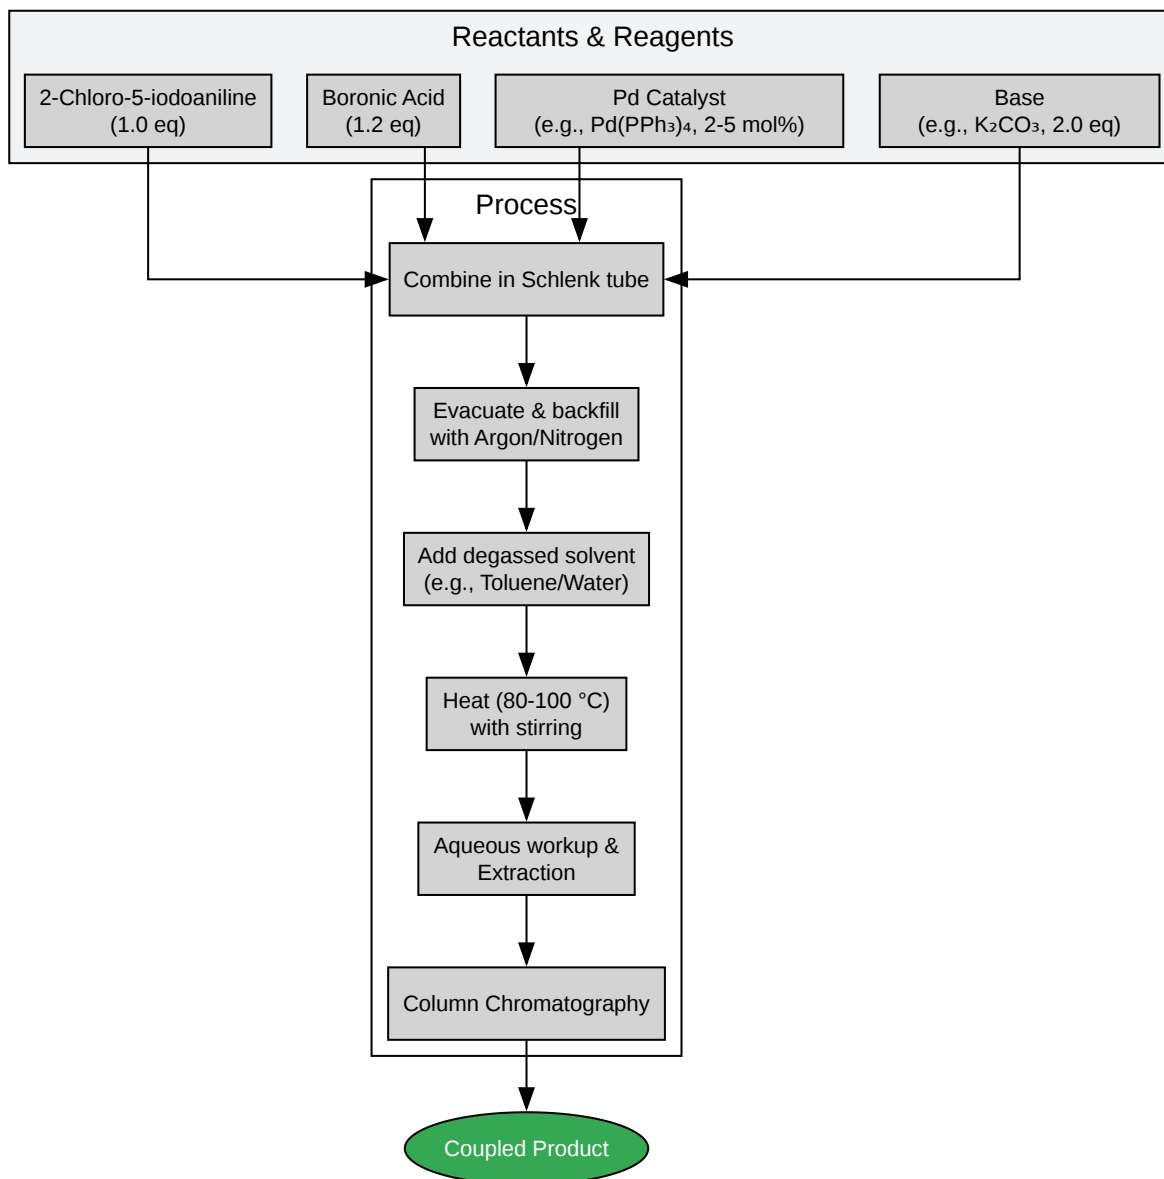 Reactants & Reagents
2-Chloro-5-iodoaniline
(1.0 eq)
Boronic Acid
(1.2 eq)
Pd Catalyst
(e.g., Pd(PPh₃)₄, 2-5 mol%)
Base
(e.g., K₂CO₃, 2.0 eq)
Process
Combine in Schlenk tube
Evacuate & backfill
with Argon/Nitrogen
Add degassed solvent
(e.g., Toluene/Water)
Heat (80-100 °C)
with stirring
Aqueous workup &
Extraction
Column Chromatography
Coupled Product